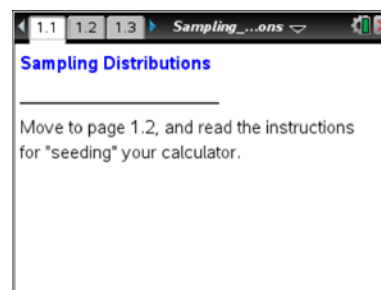 1.1 1.2 1.3 Sampling_...ons
Sampling Distributions
Move to page 1.2, and read the instructions
for "seeding" your calculator.